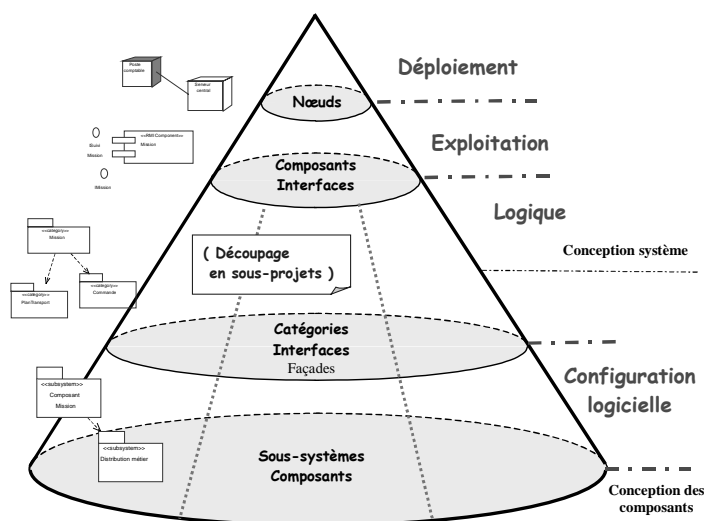 Déploiement
Poste
comptable
Serveur
central
Nœuds
Exploitation
<<RMI Component>>
Mission
Mission
IMission
Composants
Interfaces
Logique
<<category>>
Mission
( Découpage
en sous-projets )
Conception système
<<category>>
PlanTransport
<<category>>
Commande
Catégories
Interfaces
Façades
Configuration
logicielle
<<subsystem>>
Composant
Mission
<<subsystem>>
Distribution métier
Sous-systèmes
Composants
Conception des
composants